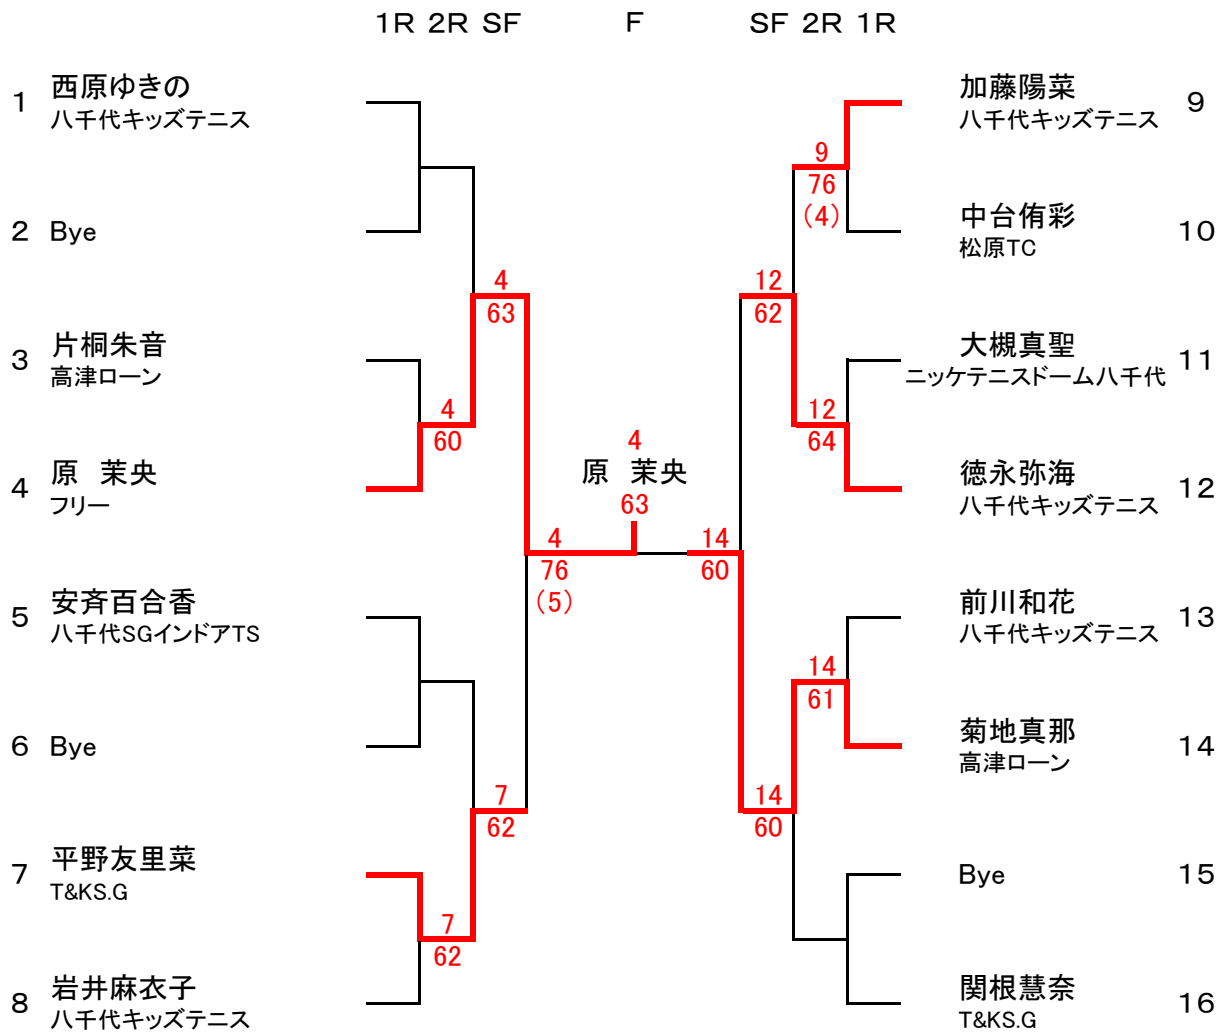 1R 2R SF F SF 2R 1R
1 西原ゆきの
八千代キッズテニス
2 Bye
3 片桐朱音
高津ローン
4 原 茉央
フリー
5 安斉百合香
八千代SGインドアTS
6 Bye
7 平野友里菜
T&KS.G
8 岩井麻衣子
八千代キッズテニス
4
60
7
62
4
63
7
62
4
76
(5)
4
原 茉央
63
14
60
12
62
14
60
9
76
(4)
12
64
14
61
加藤陽菜 9
八千代キッズテニス
中台侑彩 10
松原TC
大槻真聖 11
ニッケテニスドーム八千代
徳永弥海 12
八千代キッズテニス
前川和花 13
八千代キッズテニス
菊地真那 14
高津ローン
Bye 15
関根慧奈 16
T&KS.G